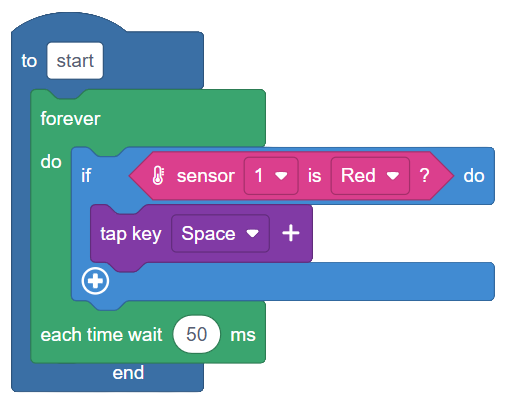 to start
forever
do if sensor 1 is Red ? do
tap key Space +
each time wait 50 ms
end